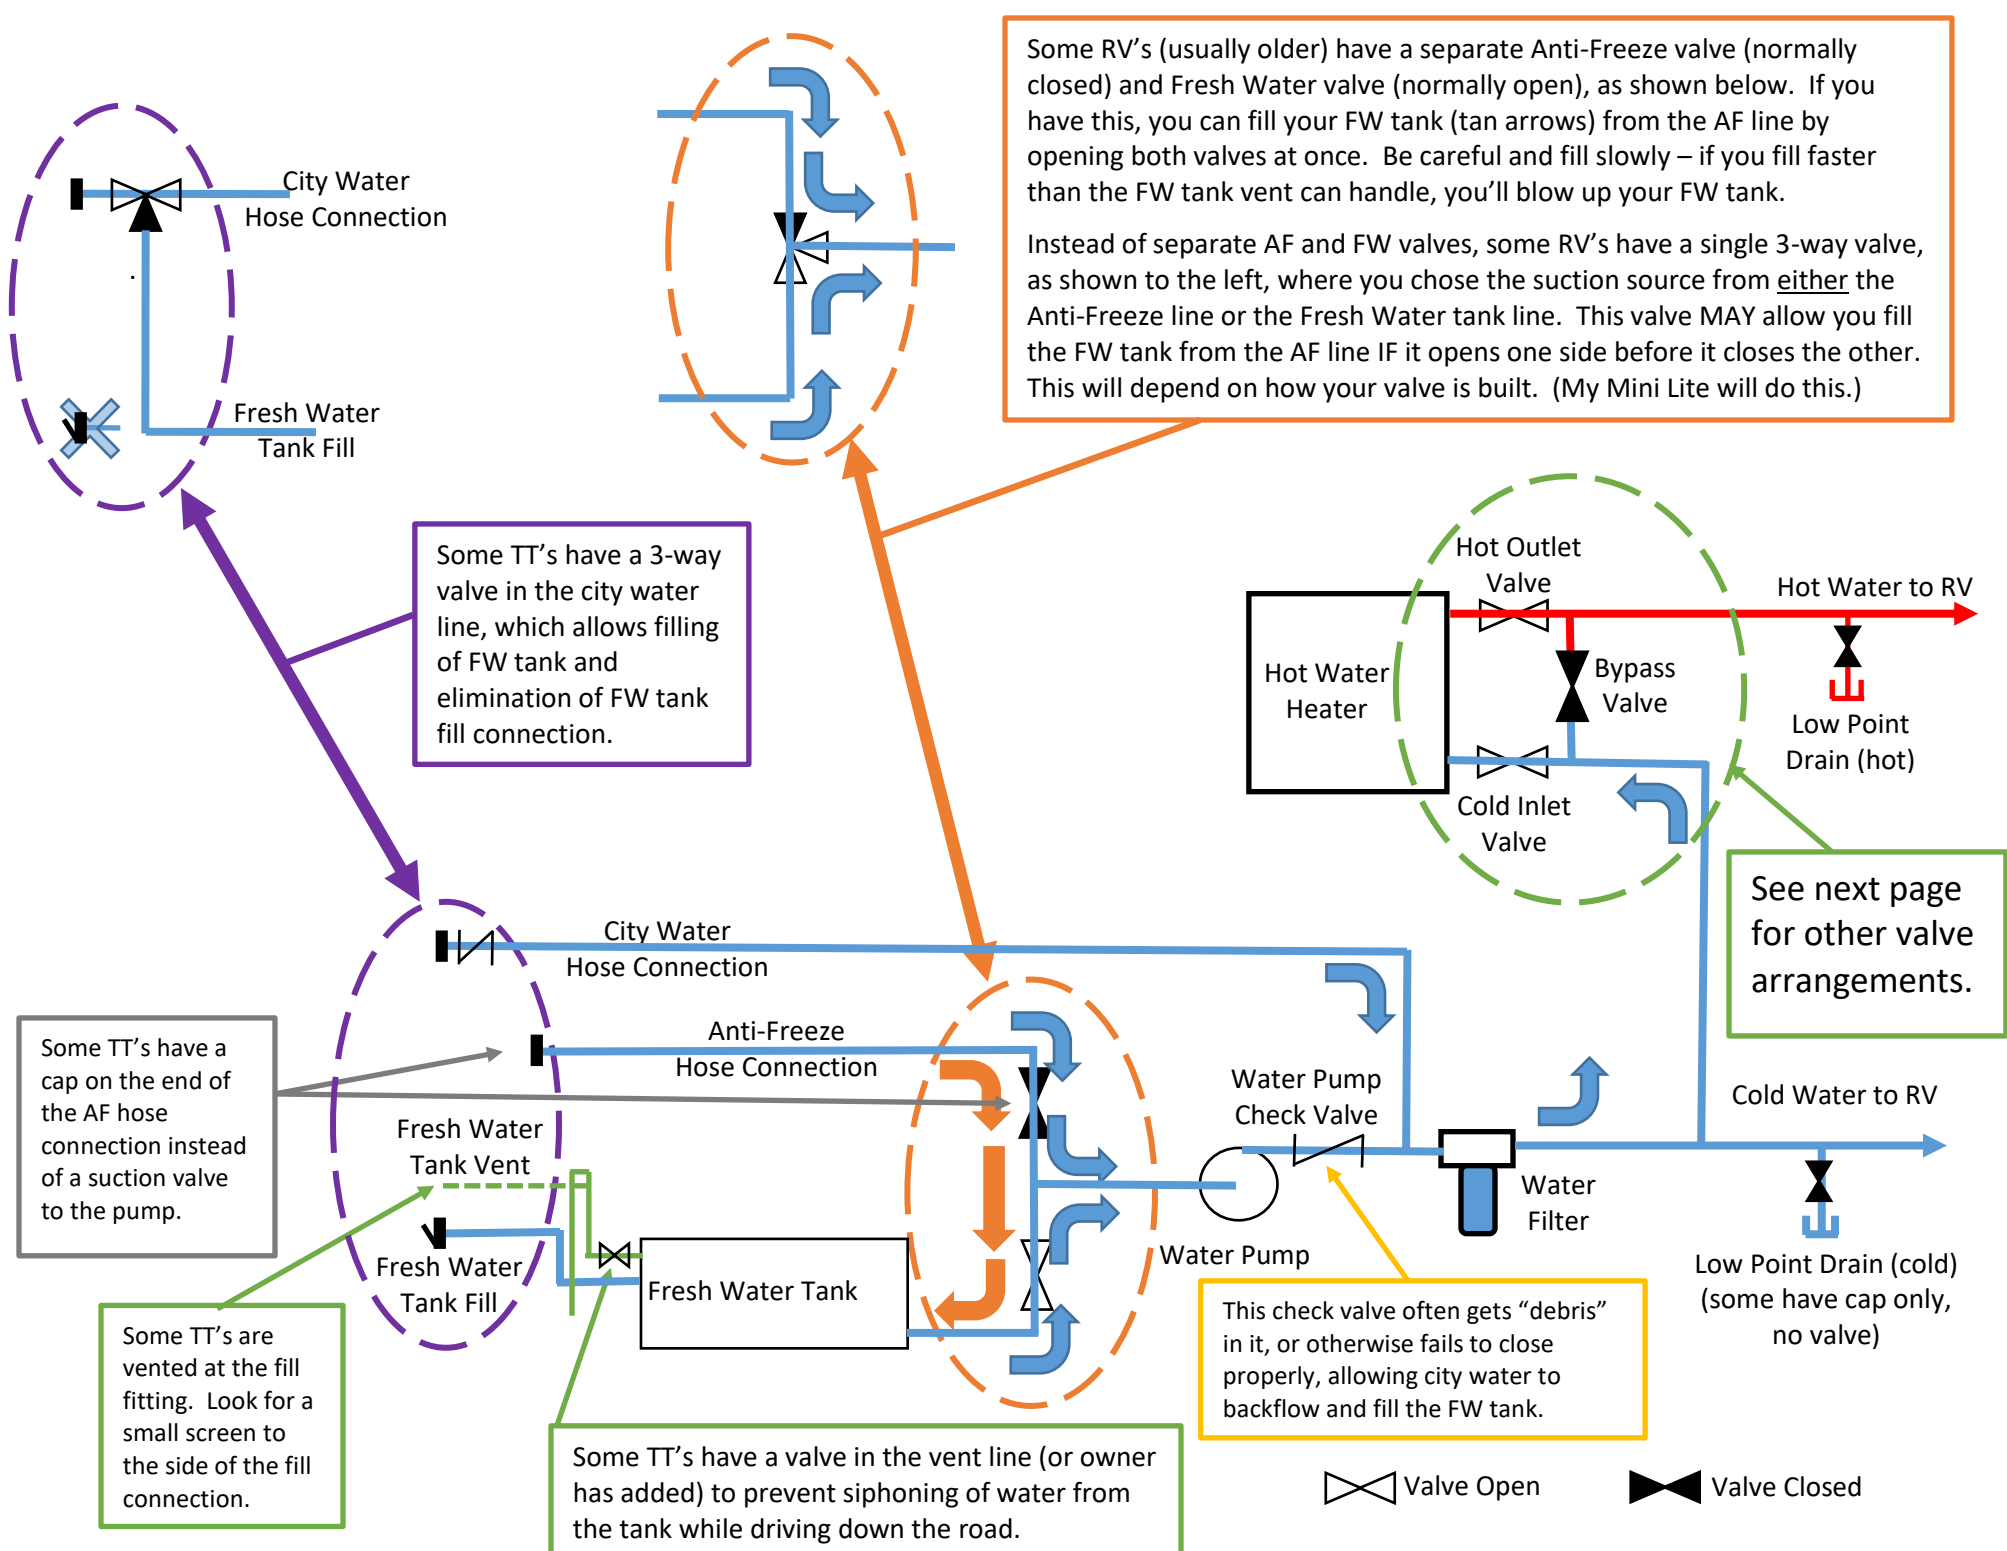 Some RV's (usually older) have a separate Anti-Freeze valve (normally
closed) and Fresh Water valve (normally open), as shown below.  If you
have this, you can fill your FW tank (tan arrows) from the AF line by
opening both valves at once.  Be careful and fill slowly – if you fill faster
than the FW tank vent can handle, you'll blow up your FW tank.
Instead of separate AF and FW valves, some RV's have a single 3-way valve,
as shown to the left, where you chose the suction source from either the
Anti-Freeze line or the Fresh Water tank line.  This valve MAY allow you fill
the FW tank from the AF line IF it opens one side before it closes the other.
This will depend on how your valve is built.  (My Mini Lite will do this.)
City Water
Hose Connection
Fresh Water
Tank Fill
Some TT's have a 3-way
valve in the city water
line, which allows filling
of FW tank and
elimination of FW tank
fill connection.
Hot Outlet
Valve
Hot Water to RV
Hot Water
Heater
Bypass
Valve
Low Point
Drain (hot)
Cold Inlet
Valve
See next page
for other valve
arrangements.
City Water
Hose Connection
Anti-Freeze
Hose Connection
Some TT's have a
cap on the end of
the AF hose
connection instead
of a suction valve
to the pump.
Fresh Water
Tank Vent
Water Pump
Check Valve
Cold Water to RV
Water
Filter
Fresh Water
Tank Fill
Fresh Water Tank
Water Pump
Low Point Drain (cold)
(some have cap only,
no valve)
Some TT's are
vented at the fill
fitting.  Look for a
small screen to
the side of the fill
connection.
This check valve often gets “debris”
in it, or otherwise fails to close
properly, allowing city water to
backflow and fill the FW tank.
Some TT's have a valve in the vent line (or owner
has added) to prevent siphoning of water from
the tank while driving down the road.
Valve Open
Valve Closed